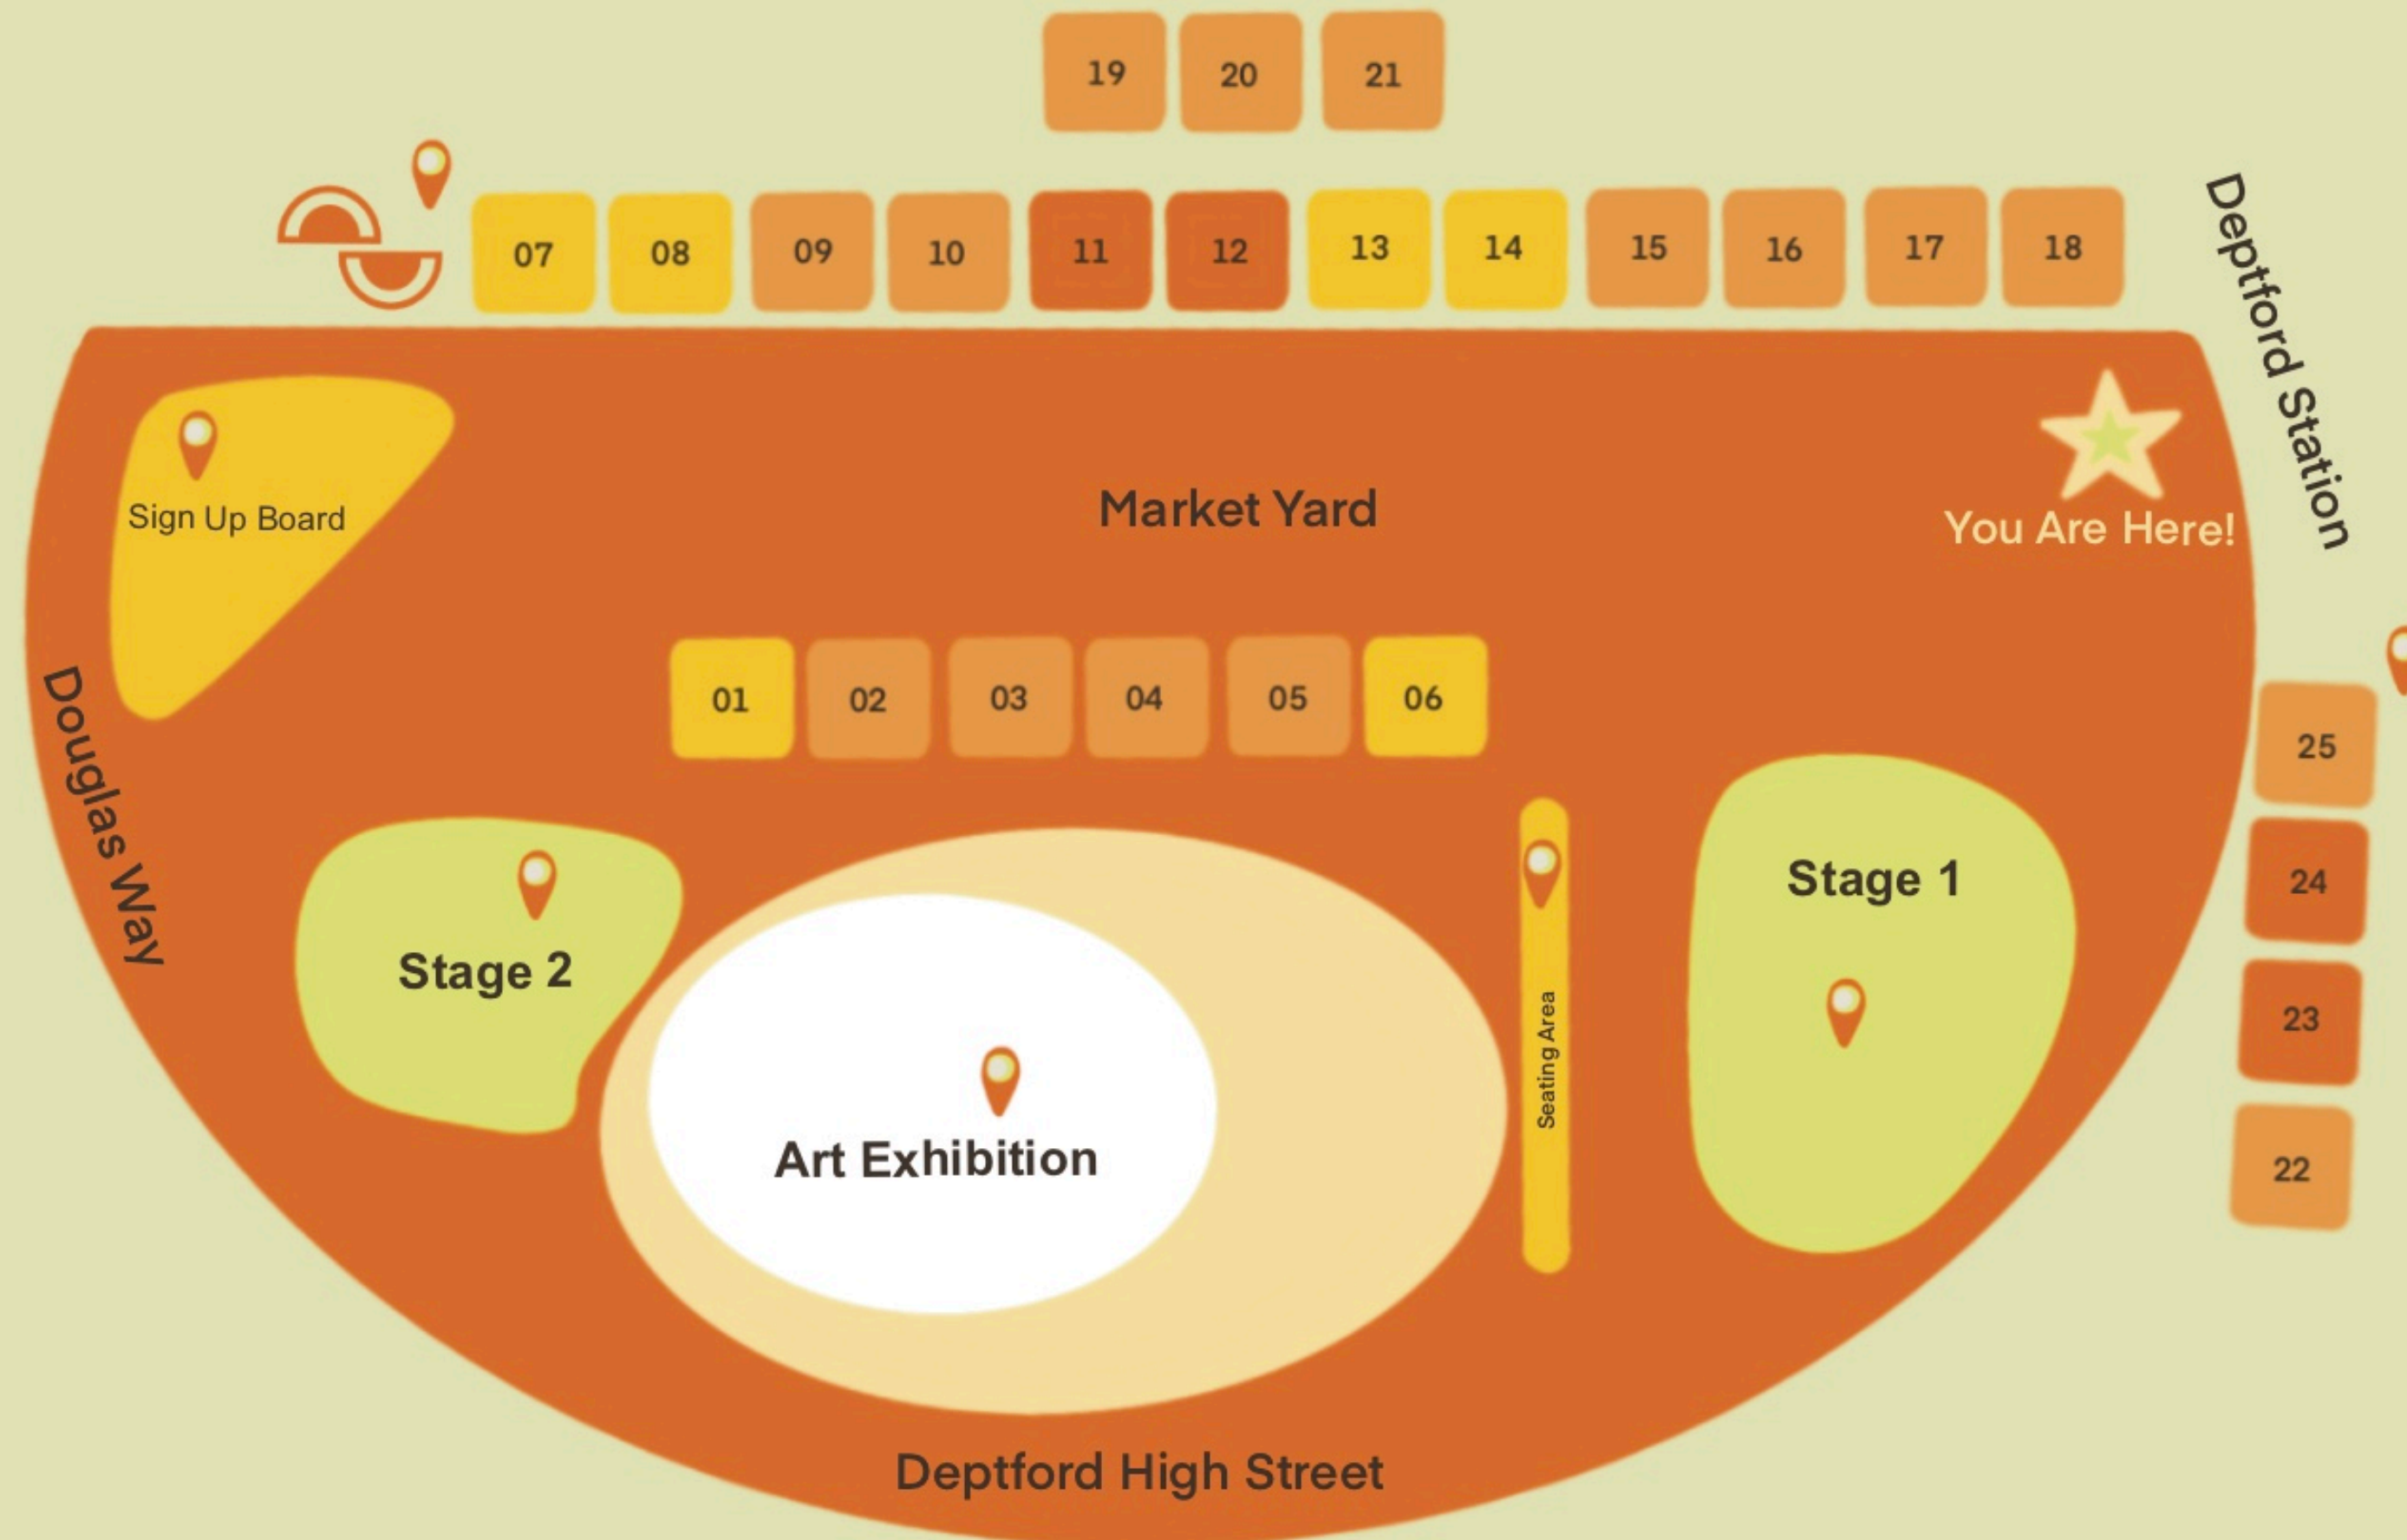 19 20 21
07 08 09 10 11 12 13 14 15 16 17 18
Deptford Station
Sign Up Board
Market Yard
You Are Here!
Douglas Way
01 02 03 04 05 06
25
24
23
22
Stage 1
Stage 2
Seating Area
Art Exhibition
Deptford High Street